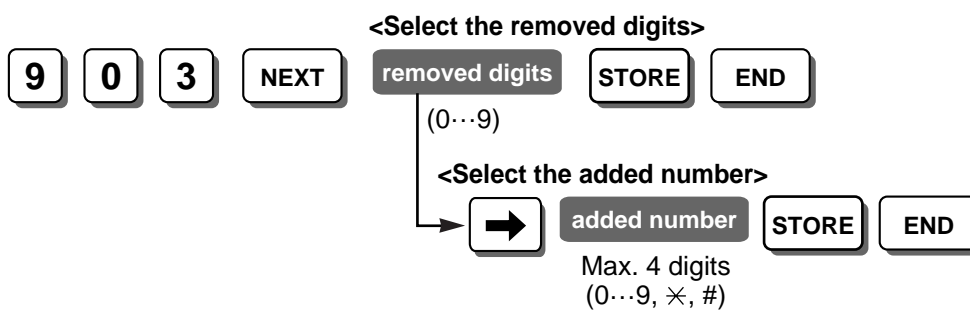 <Select the removed digits>
9 0 3 NEXT removed digits STORE END
(0···9)
<Select the added number>
➡ added number STORE END
Max. 4 digits
(0···9, ✳, #)